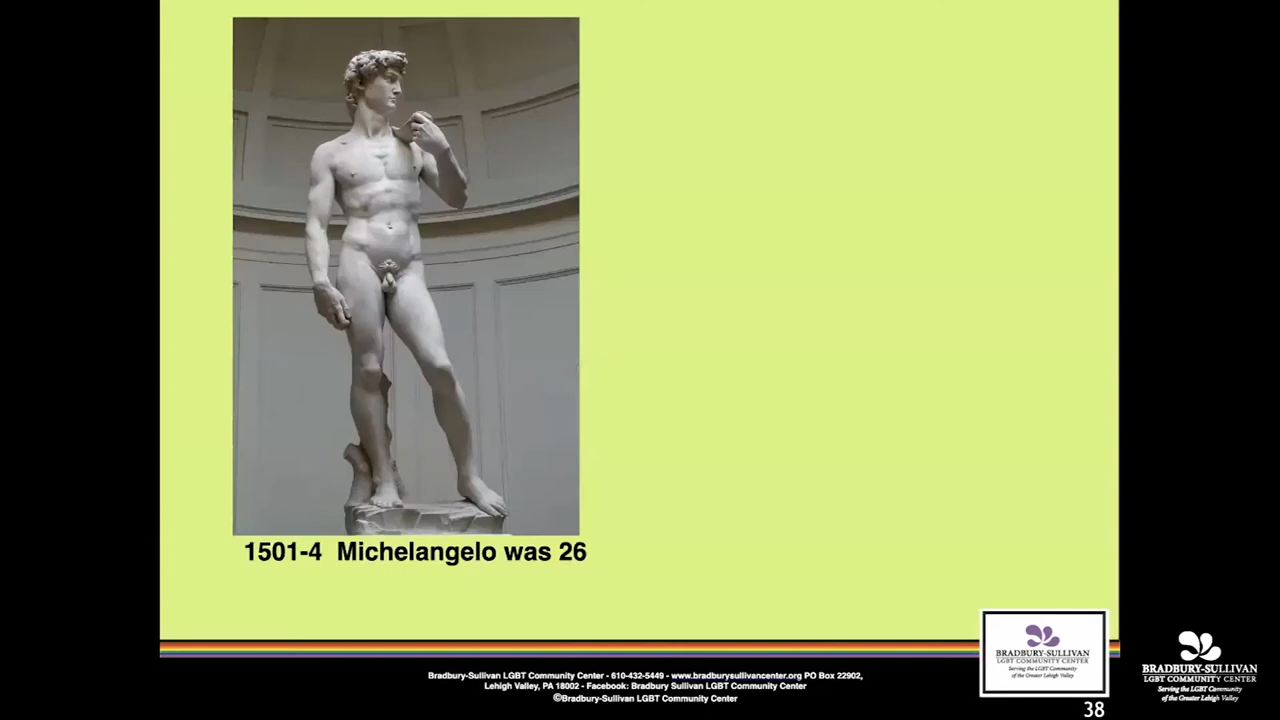 1501-4 Michelangelo was 26
BRADBURY-SULLIVAN
LGBT COMMUNITY CENTER
Serving the LGBT Community
of the Greater Lehigh Valley
Bradbury-Sullivan LGBT Community Center - 610-432-5449 - www.bradburysullivancenter.org PO Box 22902,
Lehigh Valley, PA 18002 - Facebook: Bradbury Sullivan LGBT Community Center
©Bradbury-Sullivan LGBT Community Center
38
BRADBURY-SULLIVAN
LGBT COMMUNITY CENTER
Serving the LGBT Community
of the Greater Lehigh Valley